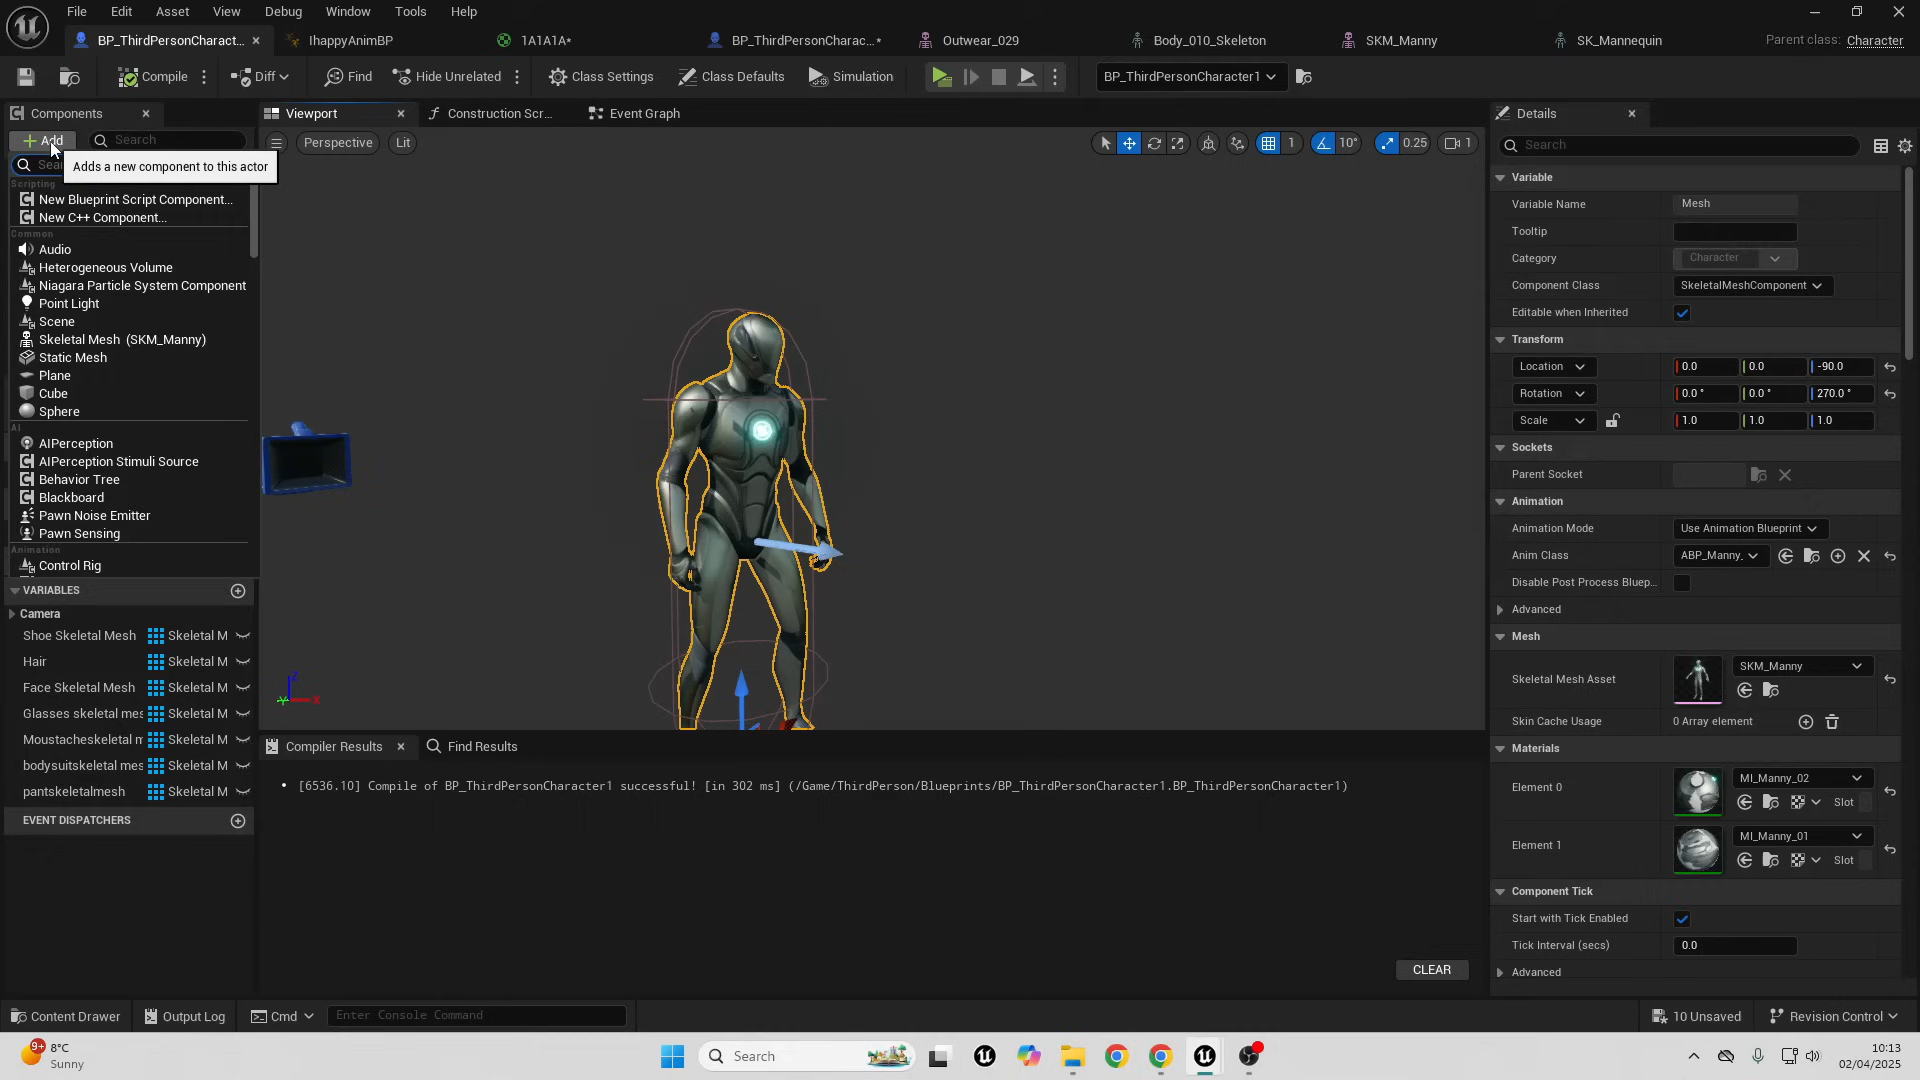 File Edit Asset View Debug Window Tools Help
BP_ThirdPersonCharact... IhappyAnimBP 1A1A1A* BP_ThirdPersonCharac...* Outwear_029 Body_010_Skeleton SKM_Manny SK_Mannequin Parent class: Character
Compile Diff Find Hide Unrelated Class Settings Class Defaults Simulation BP_ThirdPersonCharacter1
Components Viewport Construction Scr... Event Graph Details
Add Search Perspective Lit 1 10° 0.25 1 Search
Adds a new component to this actor
Scripting
New Blueprint Script Component...
New C++ Component...
Common
Audio
Heterogeneous Volume
Niagara Particle System Component
Point Light
Scene
Skeletal Mesh (SKM_Manny)
Static Mesh
Plane
Cube
Sphere
AI
AIPerception
AIPerception Stimuli Source
Behavior Tree
Blackboard
Pawn Noise Emitter
Pawn Sensing
Animation
Control Rig
VARIABLES
Camera
Shoe Skeletal Mesh Skeletal M
Hair Skeletal M
Face Skeletal Mesh Skeletal M
Glasses skeletal mes Skeletal M
Moustacheskeletal m Skeletal M
bodysuitskeletal mes Skeletal M
pantskeletalmesh Skeletal M
EVENT DISPATCHERS
Z
X
Y
Compiler Results Find Results
[6536.10] Compile of BP_ThirdPersonCharacter1 successful! [in 302 ms] (/Game/ThirdPerson/Blueprints/BP_ThirdPersonCharacter1.BP_ThirdPersonCharacter1)
CLEAR
Variable
Variable Name Mesh
Tooltip
Category Character
Component Class SkeletalMeshComponent
Editable when Inherited
Transform
Location 0.0 0.0 -90.0
Rotation 0.0° 0.0° 270.0°
Scale 1.0 1.0 1.0
Sockets
Parent Socket
Animation
Animation Mode Use Animation Blueprint
Anim Class ABP_Manny_
Disable Post Process Bluep...
Advanced
Mesh
Skeletal Mesh Asset SKM_Manny
Skin Cache Usage 0 Array element
Materials
Element 0 MI_Manny_02
Slot
Element 1 MI_Manny_01
Slot
Component Tick
Start with Tick Enabled
Tick Interval (secs) 0.0
Advanced
Content Drawer Output Log Cmd Enter Console Command 10 Unsaved Revision Control
9+ 8°C
Sunny
Search
10:13
02/04/2025